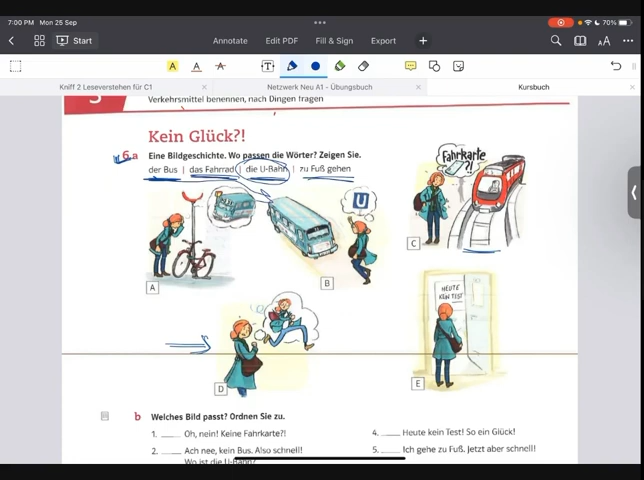 7:00 PM Mon 25 Sep
70%
Start
Annotate
Edit PDF
Fill & Sign
Export
Kniff 2 Leseverstehen für C1
Netzwerk Neu A1 - Übungsbuch
Kursbuch
Verkehrsmittel benennen, nach Dingen fragen
Kein Glück?!
6 a Eine Bildgeschichte. Wo passen die Wörter? Zeigen Sie.
der Bus | das Fahrrad | die U-Bahn | zu Fuß gehen
Fahrkarte ?!
U
A
B
C
HEUTE
KEIN TEST
D
E
b Welches Bild passt? Ordnen Sie zu.
1. ____ Oh, nein! Keine Fahrkarte?!
2. ____ Ach nee, kein Bus. Also schnell!
Wo ist die U-Bahn?
4. ____ Heute kein Test! So ein Glück!
5. ____ Ich gehe zu Fuß. Jetzt aber schnell!